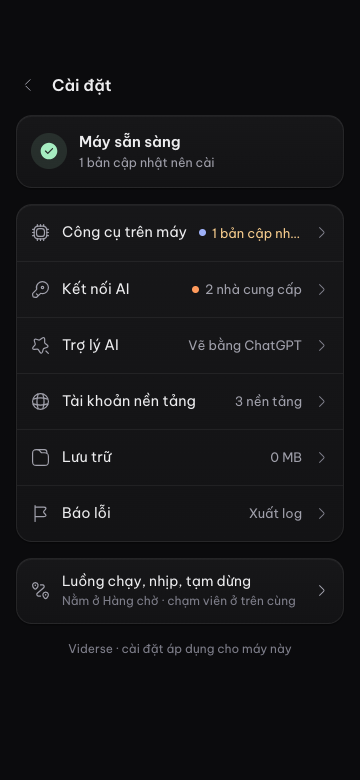 Cài đặt
Máy sẵn sàng
1 bản cập nhật nên cài
Công cụ trên máy
1 bản cập nh...
Kết nối AI
2 nhà cung cấp
Trợ lý AI
Vẽ bằng ChatGPT
Tài khoản nền tảng
3 nền tảng
Lưu trữ
0 MB
Báo lỗi
Xuất log
Luồng chạy, nhịp, tạm dừng
Nằm ở Hàng chờ · chạm viên ở trên cùng
Viderse · cài đặt áp dụng cho máy này